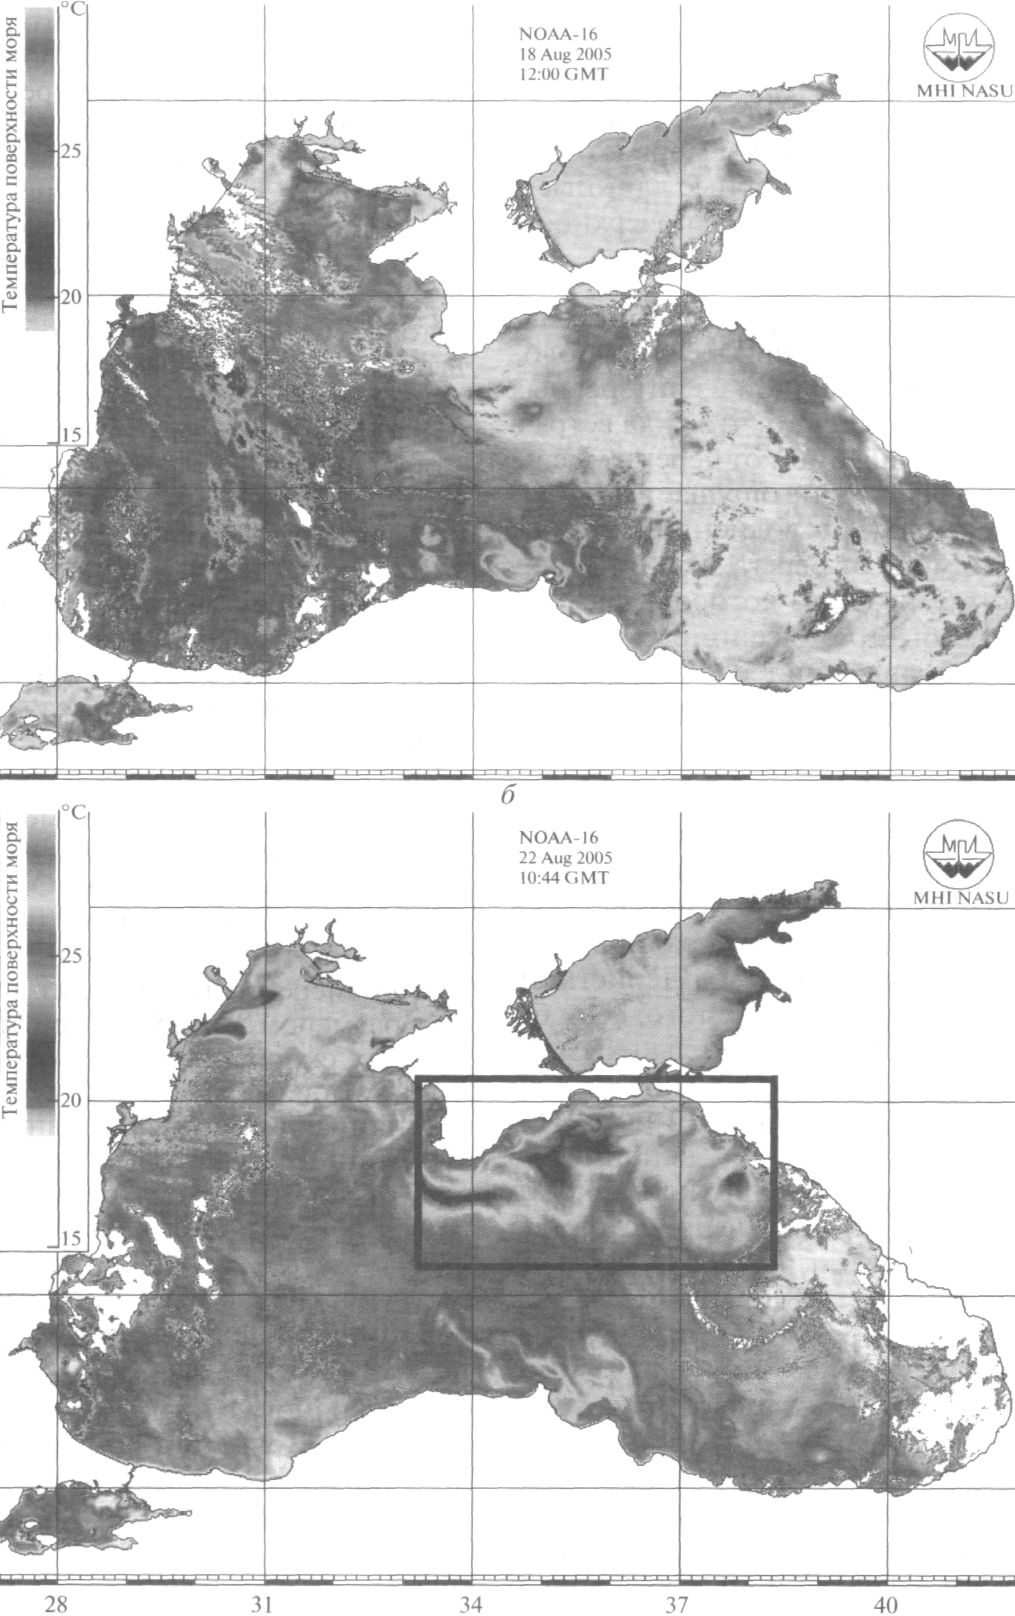 °C
Температура поверхности моря
25
20
15
NOAA-16
18 Aug 2005
12:00 GMT
MHI NASU
б
°C
Температура поверхности моря
25
20
15
NOAA-16
22 Aug 2005
10:44 GMT
MHI NASU
28 31 34 37 40